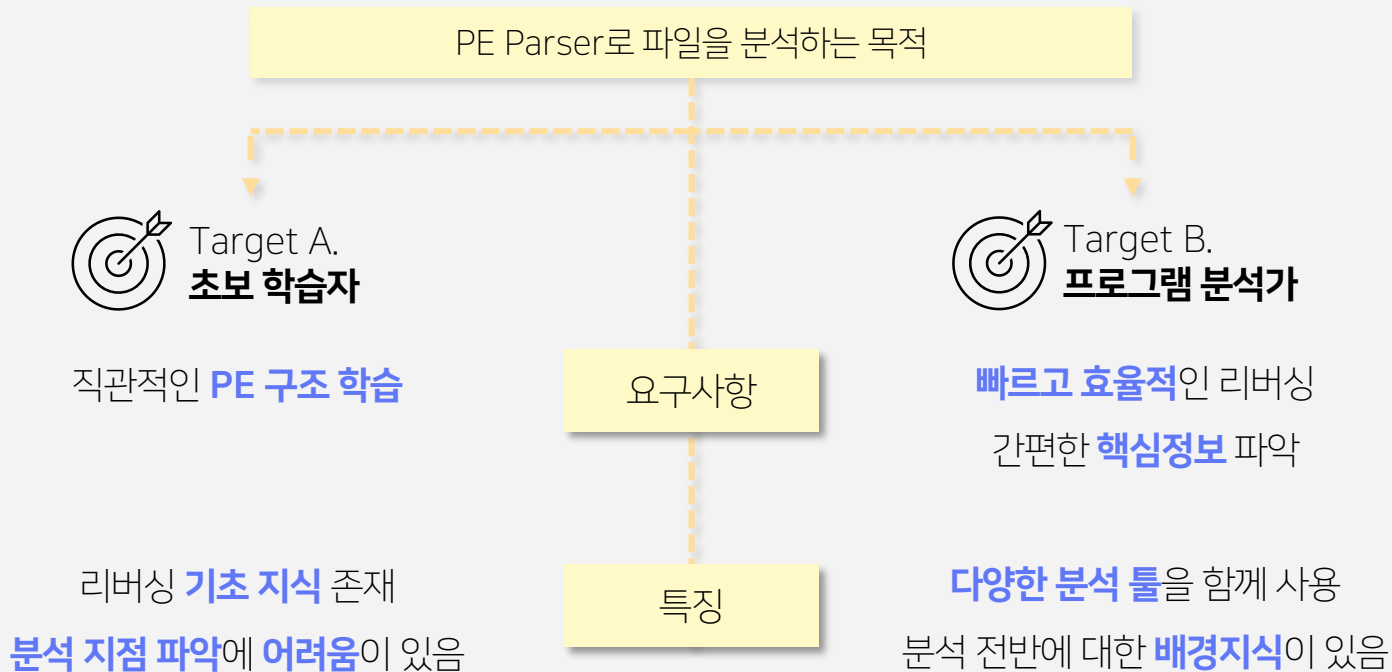 PE Parser로 파일을 분석하는 목적
Target A.
초보 학습자
Target B.
프로그램 분석가
직관적인 PE 구조 학습
요구사항
빠르고 효율적인 리버싱
간편한 핵심정보 파악
리버싱 기초 지식 존재
분석 지점 파악에 어려움이 있음
특징
다양한 분석 툴을 함께 사용
분석 전반에 대한 배경지식이 있음